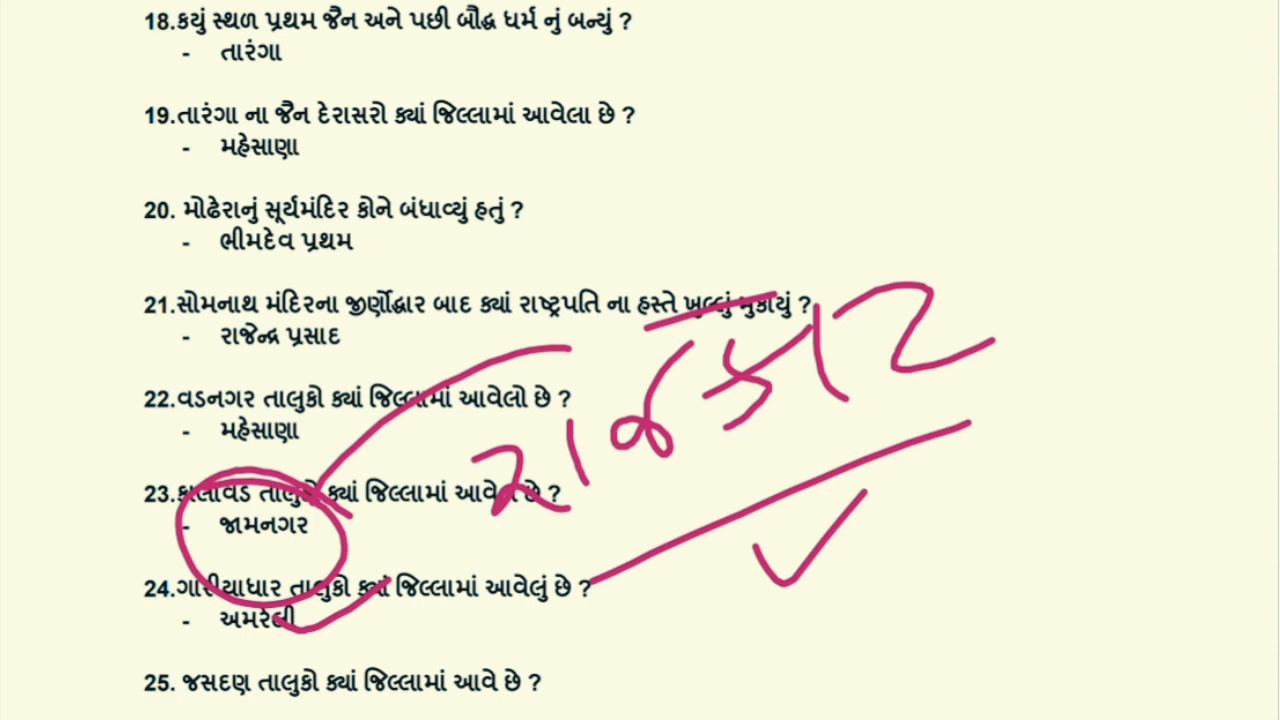 18.કયું સ્થળ પ્રથમ જૈન અને પછી બૌદ્ધ ધર્મ નું બન્યું ?
- તારંગા
19.તારંગા ના જૈન દેરાસરો ક્યાં જિલ્લામાં આવેલા છે ?
- મહેસાણા
20. મોઢેરાનું સૂર્યમંદિર કોને બંધાવ્યું હતું ?
- ભીમદેવ પ્રથમ
21.સોમનાથ મંદિરના જીર્ણોદ્ધાર બાદ ક્યાં રાષ્ટ્રપતિ ના હસ્તે ખુલ્લું મુકાયું ?
- રાજેન્દ્ર પ્રસાદ
22.વડનગર તાલુકો ક્યાં જિલ્લામાં આવેલો છે ?
- મહેસાણા
23.કાલાવડ તાલુકો ક્યાં જિલ્લામાં આવેલ છે ?
- જામનગર
24.ગારીયાધાર તાલુકો ક્યાં જિલ્લામાં આવેલું છે ?
- અમરેલી
25. જસદણ તાલુકો ક્યાં જિલ્લામાં આવે છે ?